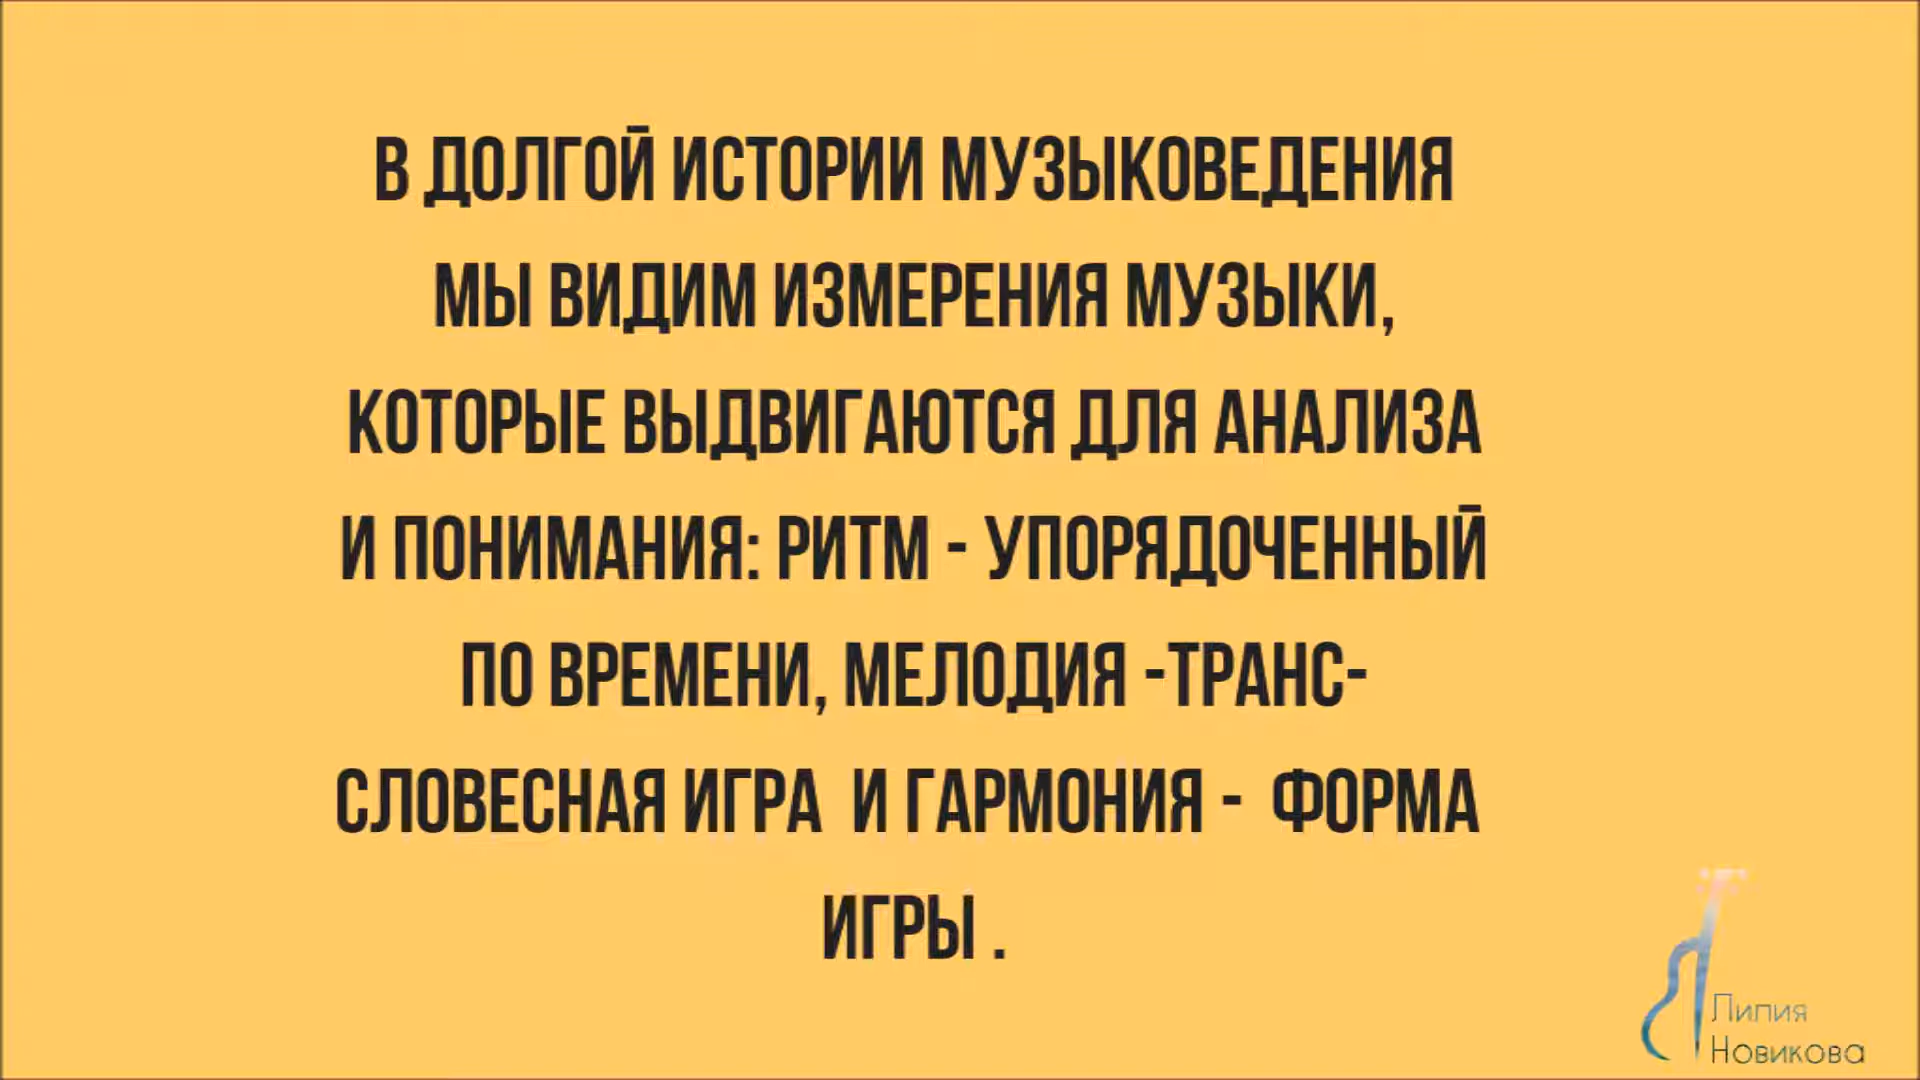 В ДОЛГОЙ ИСТОРИИ МУЗЫКОВЕДЕНИЯ
МЫ ВИДИМ ИЗМЕРЕНИЯ МУЗЫКИ,
КОТОРЫЕ ВЫДВИГАЮТСЯ ДЛЯ АНАЛИЗА
И ПОНИМАНИЯ: РИТМ - УПОРЯДОЧЕННЫЙ
ПО ВРЕМЕНИ, МЕЛОДИЯ -ТРАНС-
СЛОВЕСНАЯ ИГРА И ГАРМОНИЯ - ФОРМА
ИГРЫ .
Лилия
Новикова